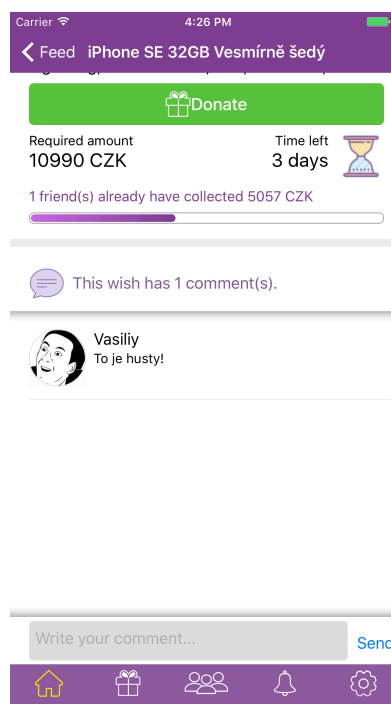 Carrier 4:26 PM
Feed iPhone SE 32GB Vesmírně šedý
Donate
Required amount Time left
10990 CZK 3 days
1 friend(s) already have collected 5057 CZK
This wish has 1 comment(s).
Vasiliy
To je husty!
Write your comment... Send